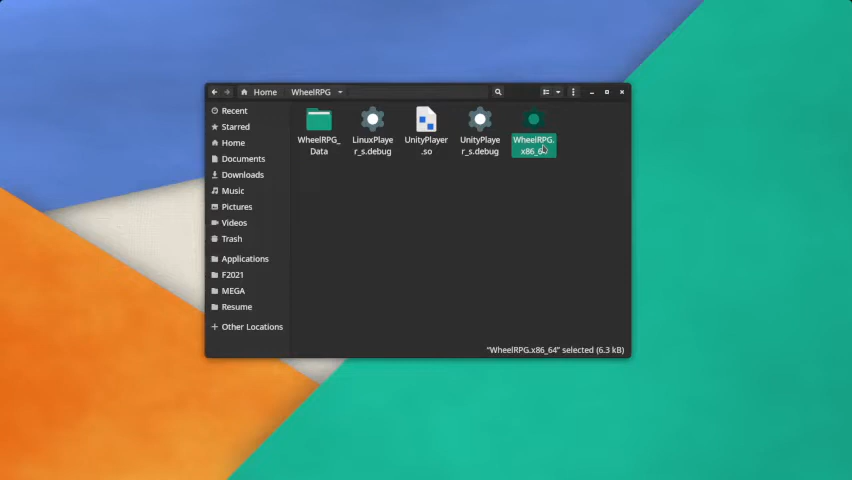 Home WheelRPG
Recent
Starred
Home
Documents
Downloads
Music
Pictures
Videos
Trash
Applications
F2021
MEGA
Resume
Other Locations
WheelRPG_
Data
LinuxPlaye
r_s.debug
UnityPlayer
.so
UnityPlaye
r_s.debug
WheelRPG.
x86_64
"WheelRPG.x86_64" selected (6.3 kB)